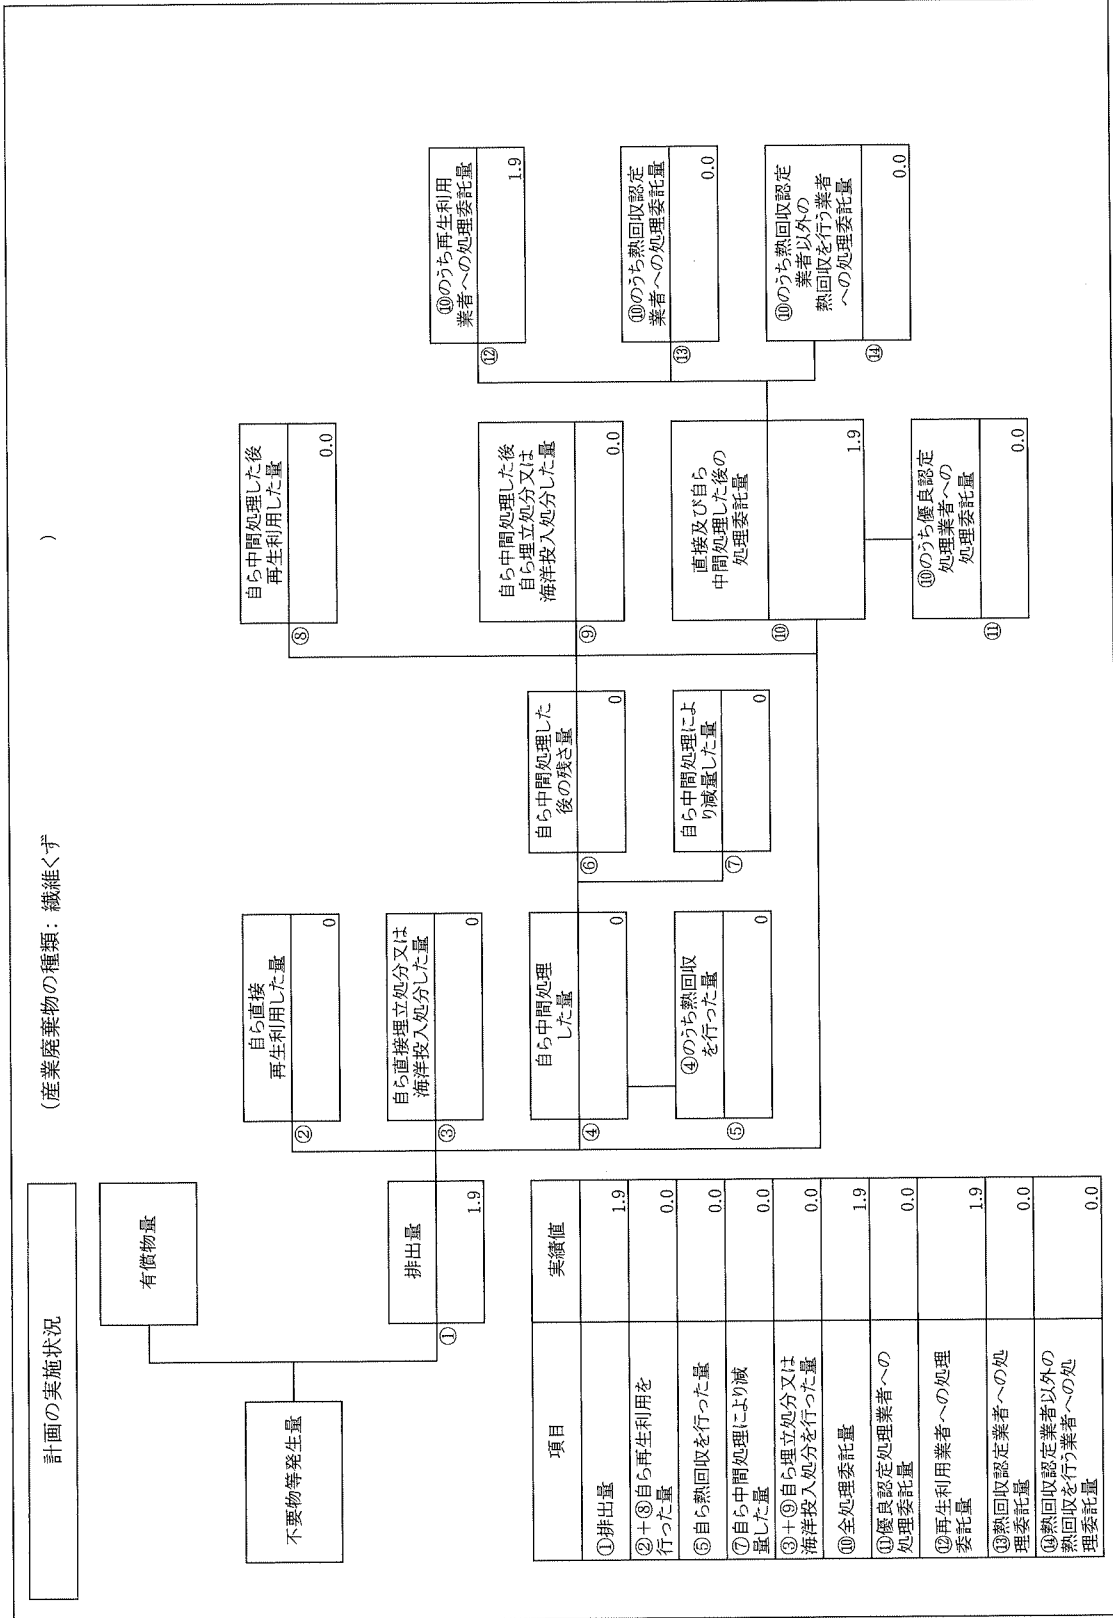 計画の実施状況
(産業廃棄物の種類: 繊維くず
)
不要物等発生量
有償物量
①
排出量
1.9
②
自ら直接
再生利用した量
0
③
自ら直接埋立処分又は
海洋投入処分した量
0
④
自ら中間処理
した量
0
⑤
④のうち熱回収
を行った量
0
⑥
自ら中間処理した
後の残さ量
0
⑦
自ら中間処理によ
り減量した量
0
⑧
自ら中間処理した後
再生利用した量
0.0
⑨
自ら中間処理した後
自ら埋立処分又は
海洋投入処分した量
0.0
⑩
直接及び自ら
中間処理した後の
処理委託量
1.9
⑪
⑩のうち優良認定
処理業者への
処理委託量
0.0
⑫
⑩のうち再生利用
業者への処理委託量
1.9
⑬
⑩のうち熱回収認定
業者への処理委託量
0.0
⑭
⑩のうち熱回収認定
業者以外の
熱回収を行う業者
への処理委託量
0.0
項目 実績値
①排出量 1.9
②+⑧自ら再生利用を
行った量 0.0
⑤自ら熱回収を行った量 0.0
⑦自ら中間処理により減
量した量 0.0
③+⑨自ら埋立処分又は
海洋投入処分を行った量 0.0
⑩全処理委託量 1.9
⑪優良認定処理業者への
処理委託量 0.0
⑫再生利用業者への処理
委託量 1.9
⑬熱回収認定業者への処
理委託量 0.0
⑭熱回収認定業者以外の
熱回収を行う業者への処
理委託量 0.0